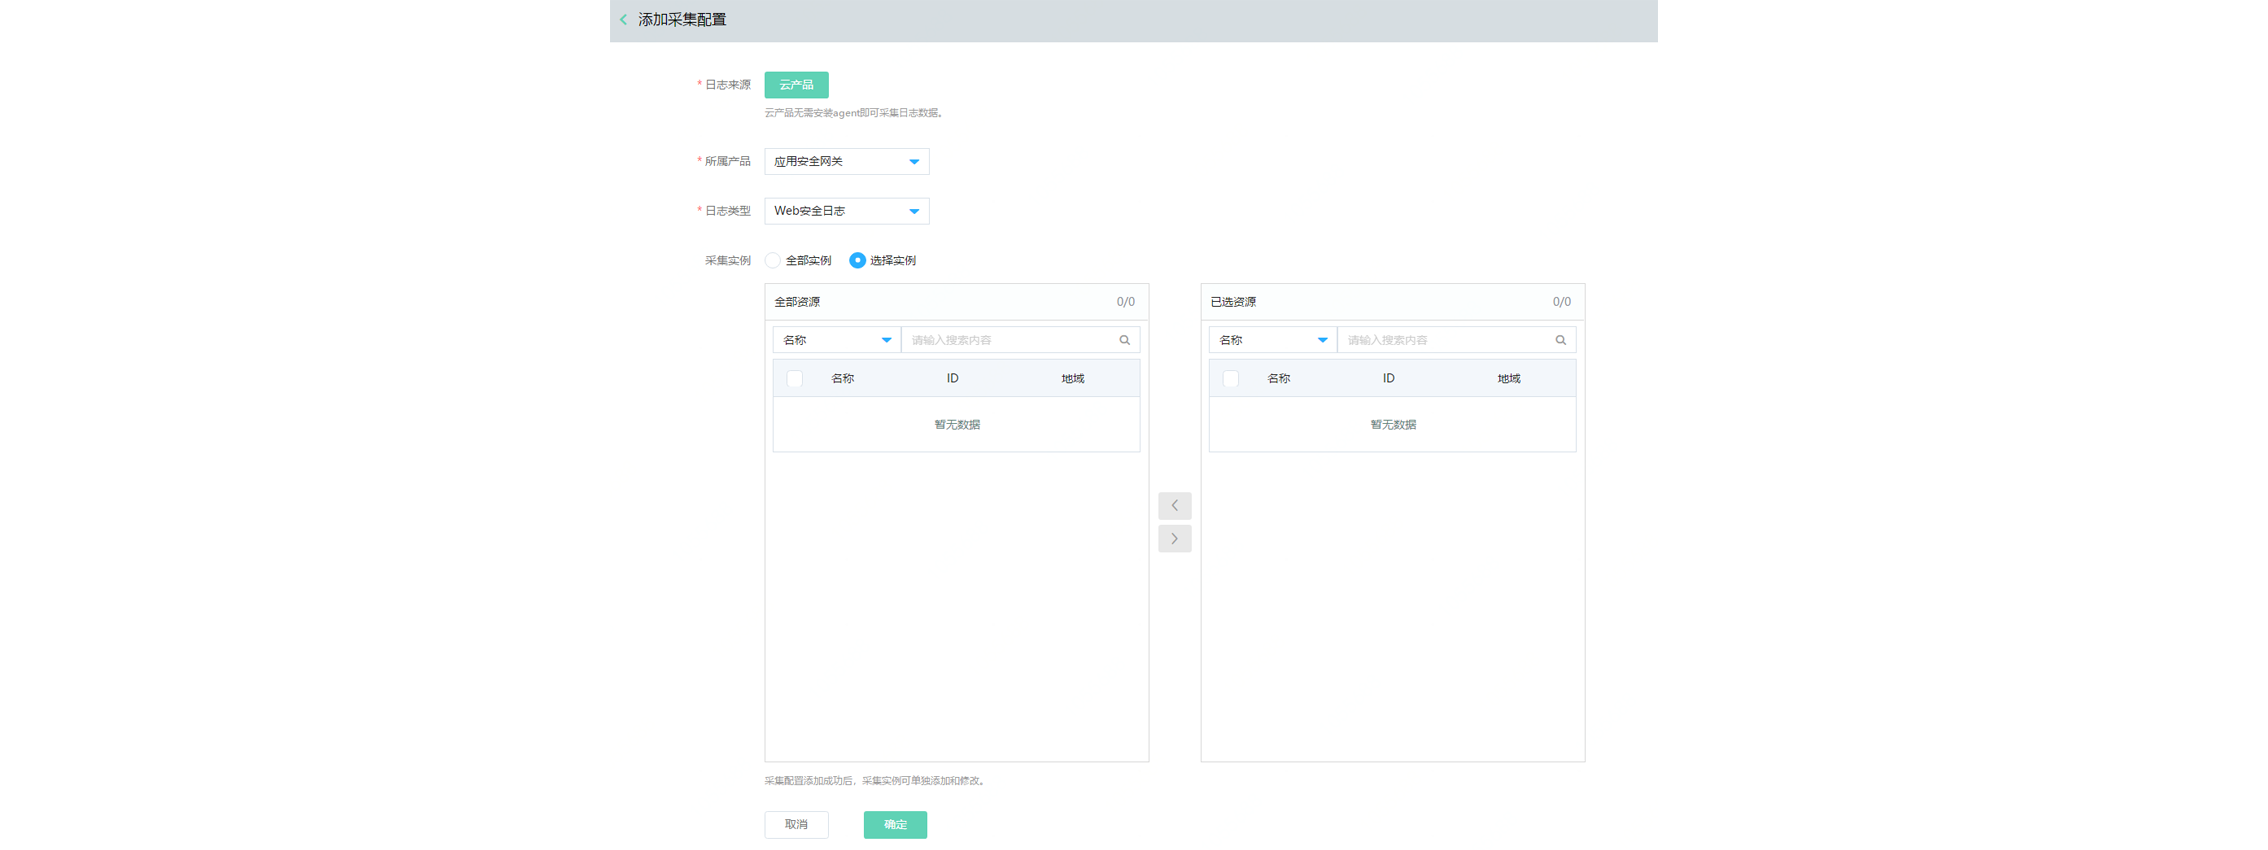 添加采集配置
* 日志来源 云产品
云产品无需安装agent即可采集日志数据。
* 所属产品 应用安全网关
* 日志类型 Web安全日志
采集实例 全部实例 选择实例
全部资源 0/0
名称 请输入搜索内容
名称 ID 地域
暂无数据
已选资源 0/0
名称 请输入搜索内容
名称 ID 地域
暂无数据
采集配置添加成功后，采集实例可单独添加和修改。
取消 确定